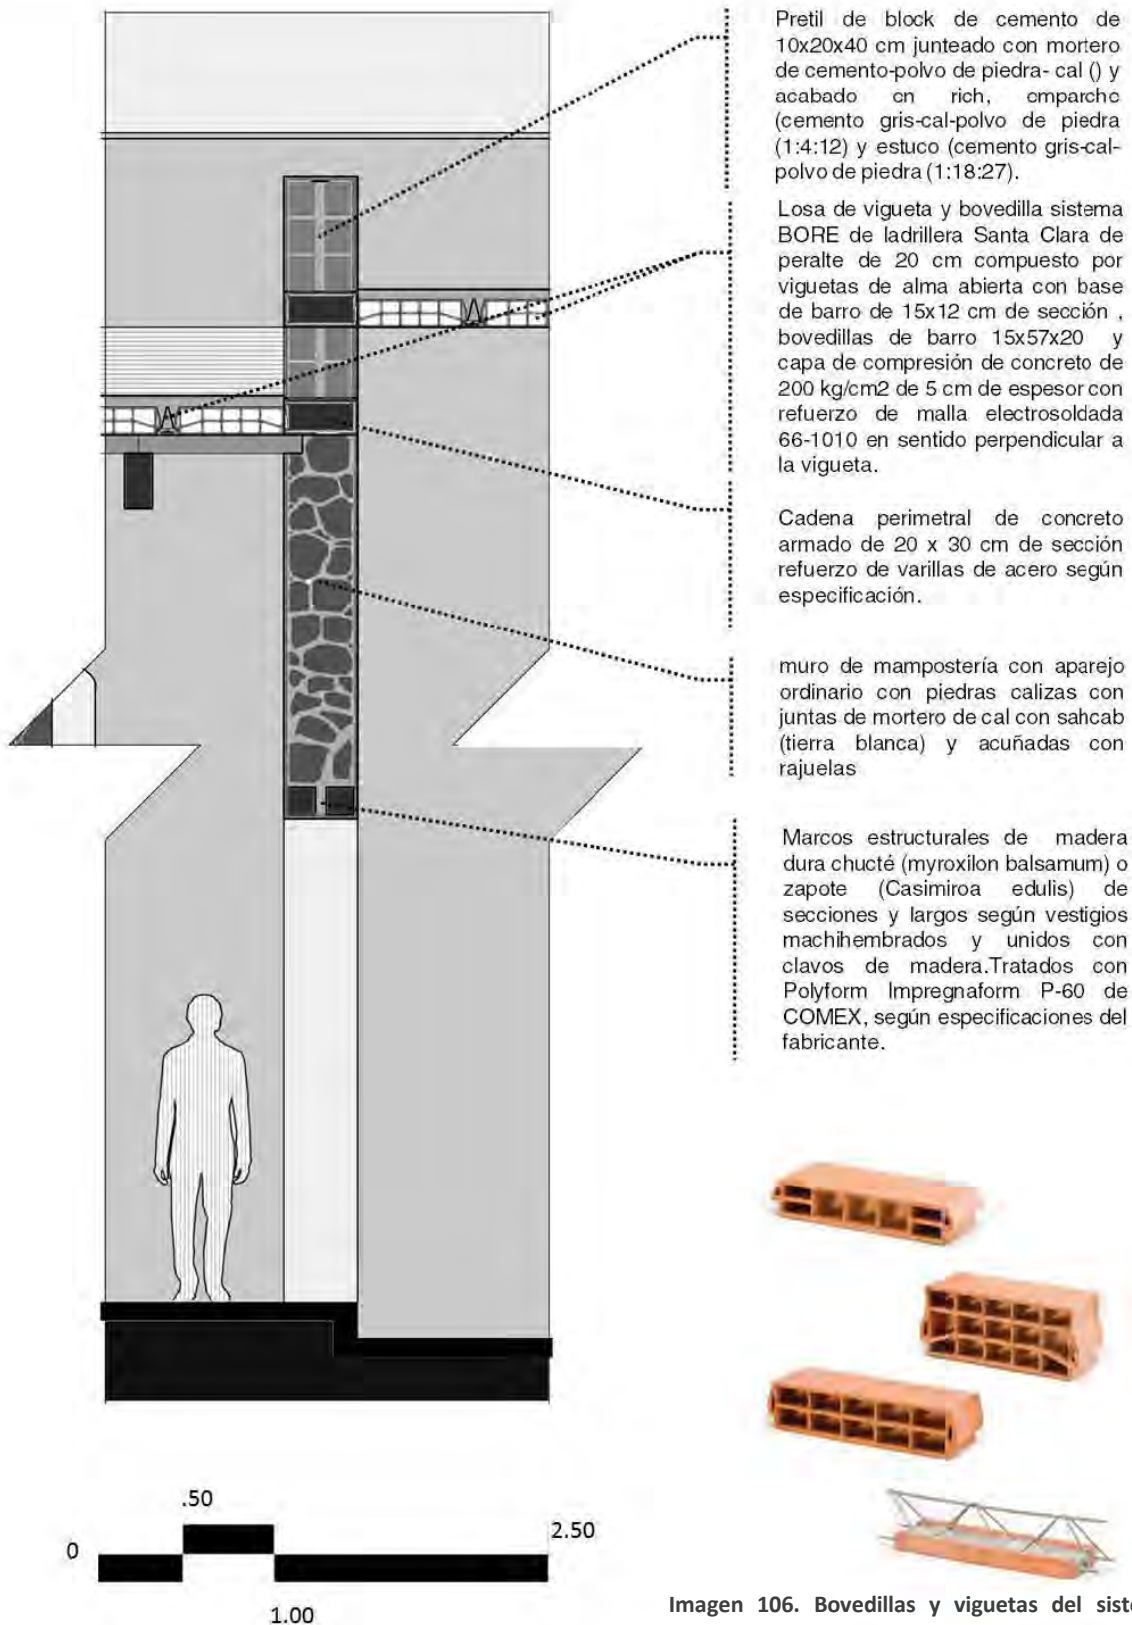 Pretil de block de cemento de
10x20x40 cm junteado con mortero
de cemento-polvo de piedra- cal () y
acabado en rich, emparche
(cemento gris-cal-polvo de piedra
(1:4:12) y estuco (cemento gris-cal-
polvo de piedra (1:18:27).
Losa de vigueta y bovedilla sistema
BORE de ladrillera Santa Clara de
peralte de 20 cm compuesto por
viguetas de alma abierta con base
de barro de 15x12 cm de sección ,
bovedillas de barro 15x57x20 y
capa de compresión de concreto de
200 kg/cm2 de 5 cm de espesor con
refuerzo de malla electrosoldada
66-1010 en sentido perpendicular a
la vigueta.
Cadena perimetral de concreto
armado de 20 x 30 cm de sección
refuerzo de varillas de acero según
especificación.
muro de mampostería con aparejo
ordinario con piedras calizas con
juntas de mortero de cal con sahcab
(tierra blanca) y acuñadas con
rajuelas
Marcos estructurales de madera
dura chucté (myroxilon balsamum) o
zapote (Casimiroa edulis) de
secciones y largos según vestigios
machihembrados y unidos con
clavos de madera.Tratados con
Polyform Impregnaform P-60 de
COMEX, según especificaciones del
fabricante.
.50
0
2.50
1.00
Imagen 106. Bovedillas y viguetas del